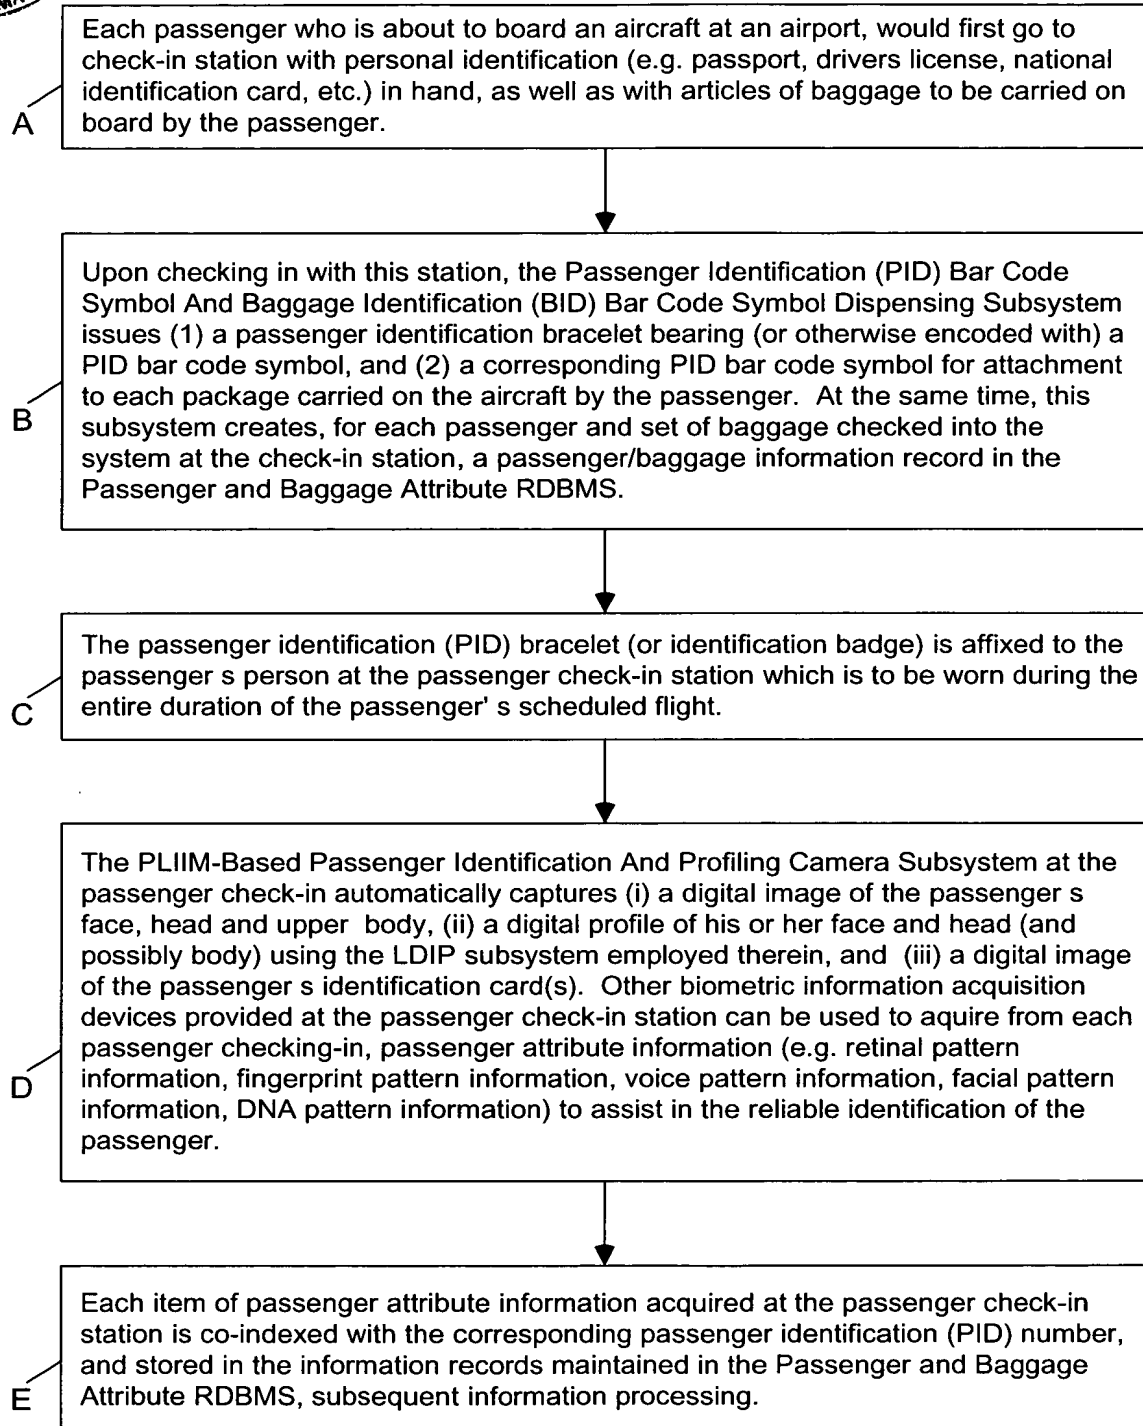 Each passenger who is about to board an aircraft at an airport, would first go to
check-in station with personal identification (e.g. passport, drivers license, national
identification card, etc.) in hand, as well as with articles of baggage to be carried on
board by the passenger.
A
Upon checking in with this station, the Passenger Identification (PID) Bar Code
Symbol And Baggage Identification (BID) Bar Code Symbol Dispensing Subsystem
issues (1) a passenger identification bracelet bearing (or otherwise encoded with) a
PID bar code symbol, and (2) a corresponding PID bar code symbol for attachment
to each package carried on the aircraft by the passenger. At the same time, this
subsystem creates, for each passenger and set of baggage checked into the
system at the check-in station, a passenger/baggage information record in the
Passenger and Baggage Attribute RDBMS.
B
The passenger identification (PID) bracelet (or identification badge) is affixed to the
passenger s person at the passenger check-in station which is to be worn during the
entire duration of the passenger' s scheduled flight.
C
The PLIIM-Based Passenger Identification And Profiling Camera Subsystem at the
passenger check-in automatically captures (i) a digital image of the passenger s
face, head and upper body, (ii) a digital profile of his or her face and head (and
possibly body) using the LDIP subsystem employed therein, and (iii) a digital image
of the passenger s identification card(s). Other biometric information acquisition
devices provided at the passenger check-in station can be used to aquire from each
passenger checking-in, passenger attribute information (e.g. retinal pattern
information, fingerprint pattern information, voice pattern information, facial pattern
information, DNA pattern information) to assist in the reliable identification of the
passenger.
D
Each item of passenger attribute information acquired at the passenger check-in
station is co-indexed with the corresponding passenger identification (PID) number,
and stored in the information records maintained in the Passenger and Baggage
Attribute RDBMS, subsequent information processing.
E